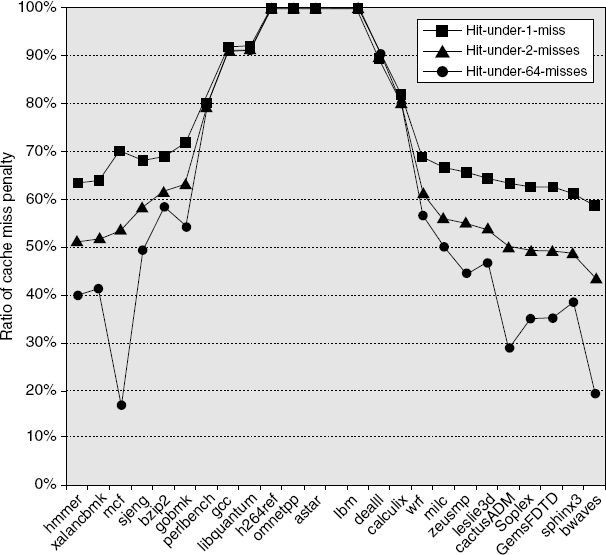 100%
90%
80%
70%
60%
50%
40%
30%
20%
10%
0%
Ratio of cache miss penalty
Hit-under-1-miss
Hit-under-2-misses
Hit-under-64-misses
hmmer
xalancbmk
mcf
sjeng
bzip2
gobmk
perlbench
gcc
libquantum
h264ref
omnetpp
astar
lbm
dealII
calculix
wrf
milc
zeusmp
leslie3d
cactusADM
Soplex
GemsFDTD
sphinx3
bwaves